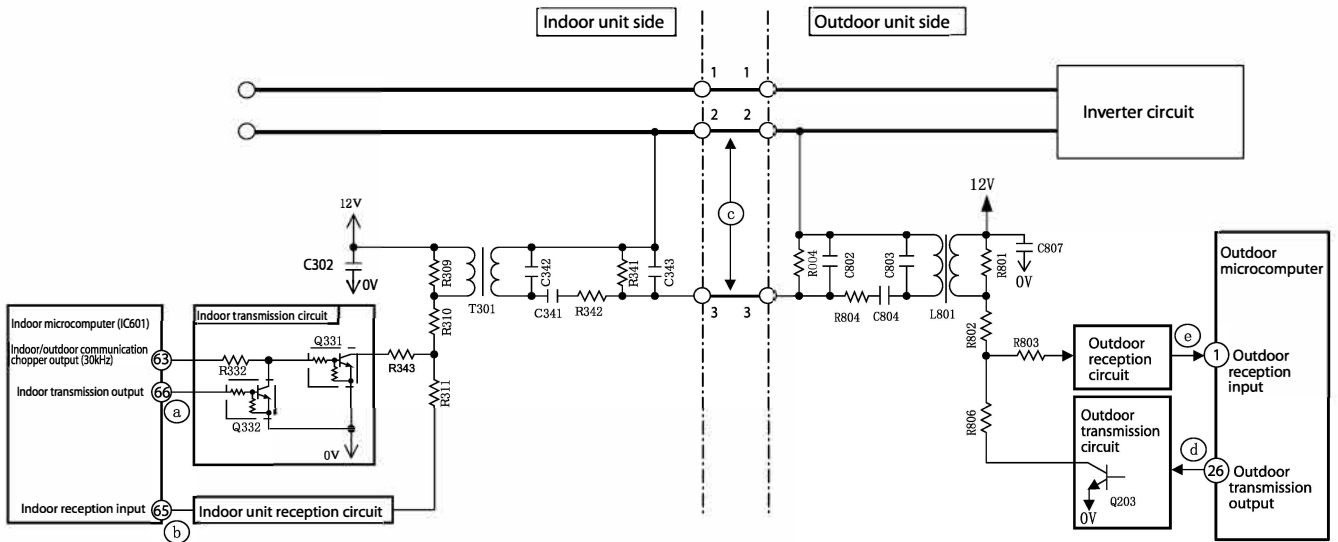 Indoor unit side
Outdoor unit side
1 1
2 2
Inverter circuit
c
12V
C302
0V
R309
R310
T301
C342
C341
R342
R341
C343
3 3
R004
C802
C803
R804
C804
L801
12V
R801
C807
0V
R802
Outdoor
microcomputer
Indoor microcomputer (IC601)
Indoor/outdoor communication
chopper output (30kHz)
63
Indoor transmission output
66
a
Indoor transmission circuit
Q331
R332
Q332
0V
R343
R311
R803
Outdoor
reception
circuit
e
1
Outdoor
reception
input
R806
Outdoor
transmission
circuit
Q203
0V
d
26
Outdoor
transmission
output
Indoor reception input
65
b
Indoor unit reception circuit